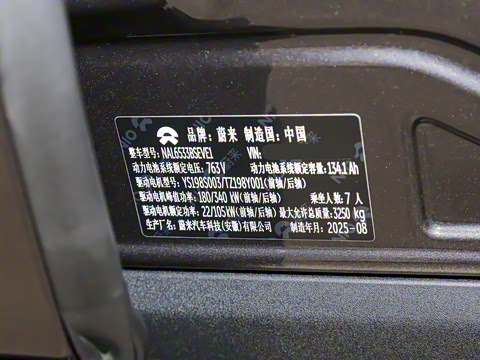 NIO 品牌：蔚来 制造国：中国
整车型号：NAL6533BSEVE1 VIN:
动力电池系统额定电压：763V 动力电池系统额定容量：134.1 Ah
驱动电机型号：YS198S003/TZ198Y001（前轴/后轴）
驱动电机峰值功率：180/340 kW（前轴/后轴） 乘坐人数：7 人
驱动电机额定功率：22/105kW（前轴/后轴） 最大允许总质量：3250 kg
生产厂名：蔚来汽车科技(安徽)有限公司 制造年月：2025-08